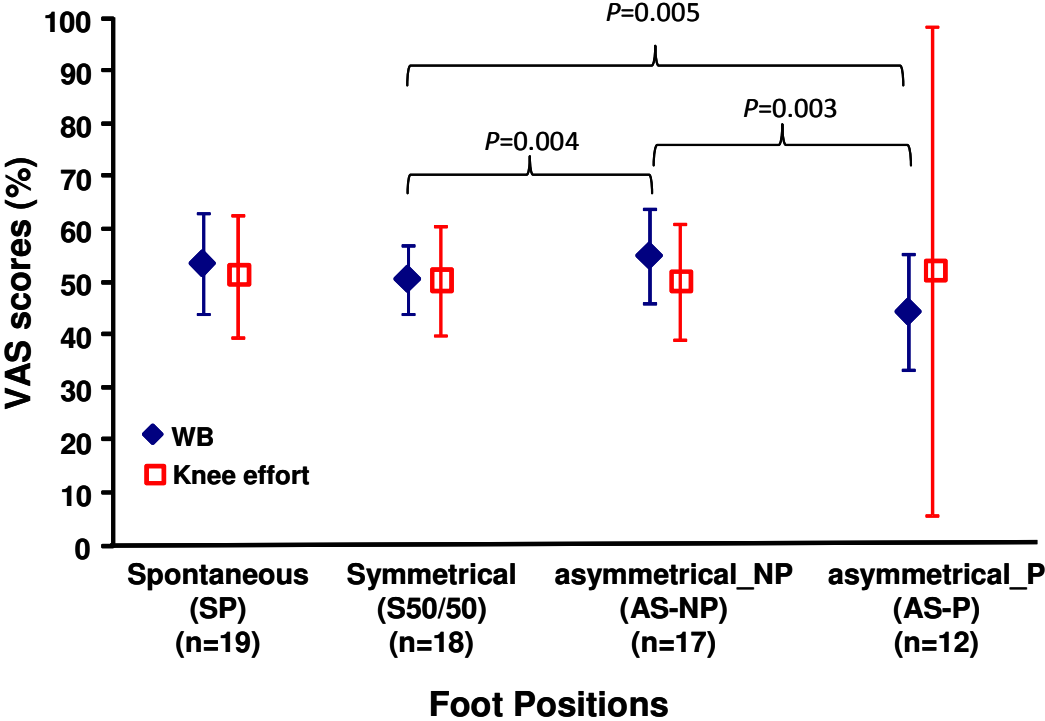 P=0.005
100
90
P=0.003
80
P=0.004
70
60
50
40
30
20
10
0
VAS scores (%)
WB
Knee effort
Spontaneous
(SP)
(n=19)
Symmetrical
(S50/50)
(n=18)
asymmetrical_NP
(AS-NP)
(n=17)
asymmetrical_P
(AS-P)
(n=12)
Foot Positions